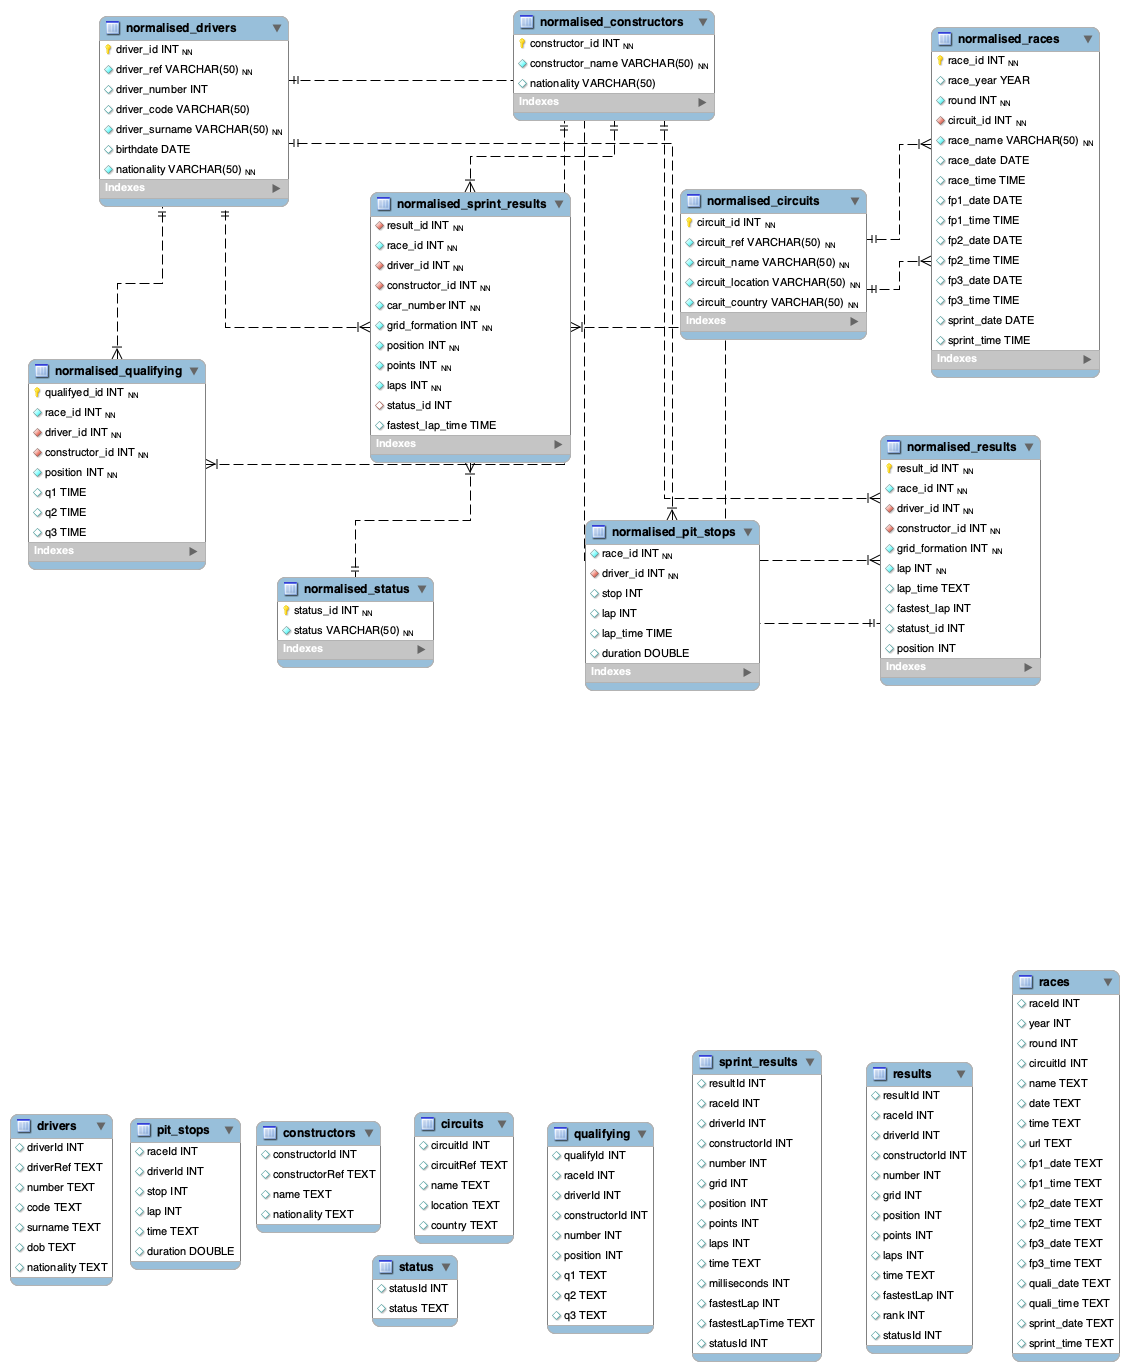 normalised_drivers
driver_id INT NN
driver_ref VARCHAR(50) NN
driver_number INT
driver_code VARCHAR(50)
driver_surname VARCHAR(50) NN
birthdate DATE
nationality VARCHAR(50) NN
Indexes
normalised_constructors
constructor_id INT NN
constructor_name VARCHAR(50) NN
nationality VARCHAR(50)
Indexes
normalised_races
race_id INT NN
race_year YEAR
round INT NN
circuit_id INT NN
race_name VARCHAR(50) NN
race_date DATE
race_time TIME
fp1_date DATE
fp1_time TIME
fp2_date DATE
fp2_time TIME
fp3_date DATE
fp3_time TIME
sprint_date DATE
sprint_time TIME
Indexes
normalised_sprint_results
result_id INT NN
race_id INT NN
driver_id INT NN
constructor_id INT NN
car_number INT NN
grid_formation INT NN
position INT NN
points INT NN
laps INT NN
status_id INT
fastest_lap_time TIME
Indexes
normalised_circuits
circuit_id INT NN
circuit_ref VARCHAR(50) NN
circuit_name VARCHAR(50) NN
circuit_location VARCHAR(50) NN
circuit_country VARCHAR(50) NN
Indexes
normalised_qualifying
qualifyed_id INT NN
race_id INT NN
driver_id INT NN
constructor_id INT NN
position INT NN
q1 TIME
q2 TIME
q3 TIME
Indexes
normalised_results
result_id INT NN
race_id INT NN
driver_id INT NN
constructor_id INT NN
grid_formation INT NN
lap INT NN
lap_time TEXT
fastest_lap INT
statust_id INT
position INT
Indexes
normalised_pit_stops
race_id INT NN
driver_id INT NN
stop INT
lap INT
lap_time TIME
duration DOUBLE
Indexes
normalised_status
status_id INT NN
status VARCHAR(50) NN
Indexes
drivers
driverId INT
driverRef TEXT
number TEXT
code TEXT
surname TEXT
dob TEXT
nationality TEXT
pit_stops
raceId INT
driverId INT
stop INT
lap INT
time TEXT
duration DOUBLE
constructors
constructorId INT
constructorRef TEXT
name TEXT
nationality TEXT
circuits
circuitId INT
circuitRef TEXT
name TEXT
location TEXT
country TEXT
status
statusId INT
status TEXT
qualifying
qualifyId INT
raceId INT
driverId INT
constructorId INT
number INT
position INT
q1 TEXT
q2 TEXT
q3 TEXT
sprint_results
resultId INT
raceId INT
driverId INT
constructorId INT
number INT
grid INT
position INT
points INT
laps INT
time TEXT
milliseconds INT
fastestLap INT
fastestLapTime TEXT
statusId INT
results
resultId INT
raceId INT
driverId INT
constructorId INT
number INT
grid INT
position INT
points INT
laps INT
time TEXT
fastestLap INT
rank INT
statusId INT
races
raceId INT
year INT
round INT
circuitId INT
name TEXT
date TEXT
time TEXT
url TEXT
fp1_date TEXT
fp1_time TEXT
fp2_date TEXT
fp2_time TEXT
fp3_date TEXT
fp3_time TEXT
quali_date TEXT
quali_time TEXT
sprint_date TEXT
sprint_time TEXT